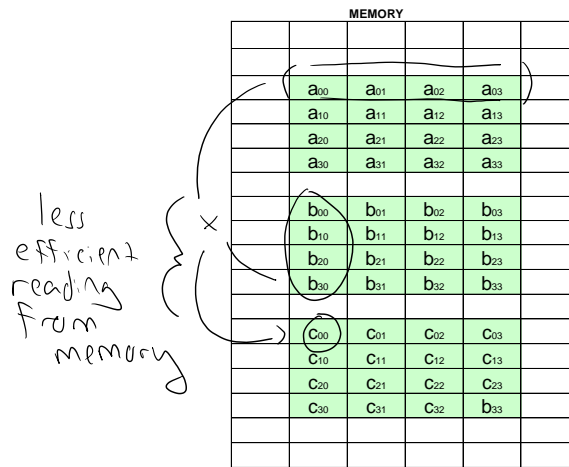 MEMORY
a00 a01 a02 a03
a10 a11 a12 a13
a20 a21 a22 a23
a30 a31 a32 a33
b00 b01 b02 b03
b10 b11 b12 b13
b20 b21 b22 b23
b30 b31 b32 b33
c00 c01 c02 c03
c10 c11 c12 c13
c20 c21 c22 c23
c30 c31 c32 b33
×
less
efficient
reading
from
memory